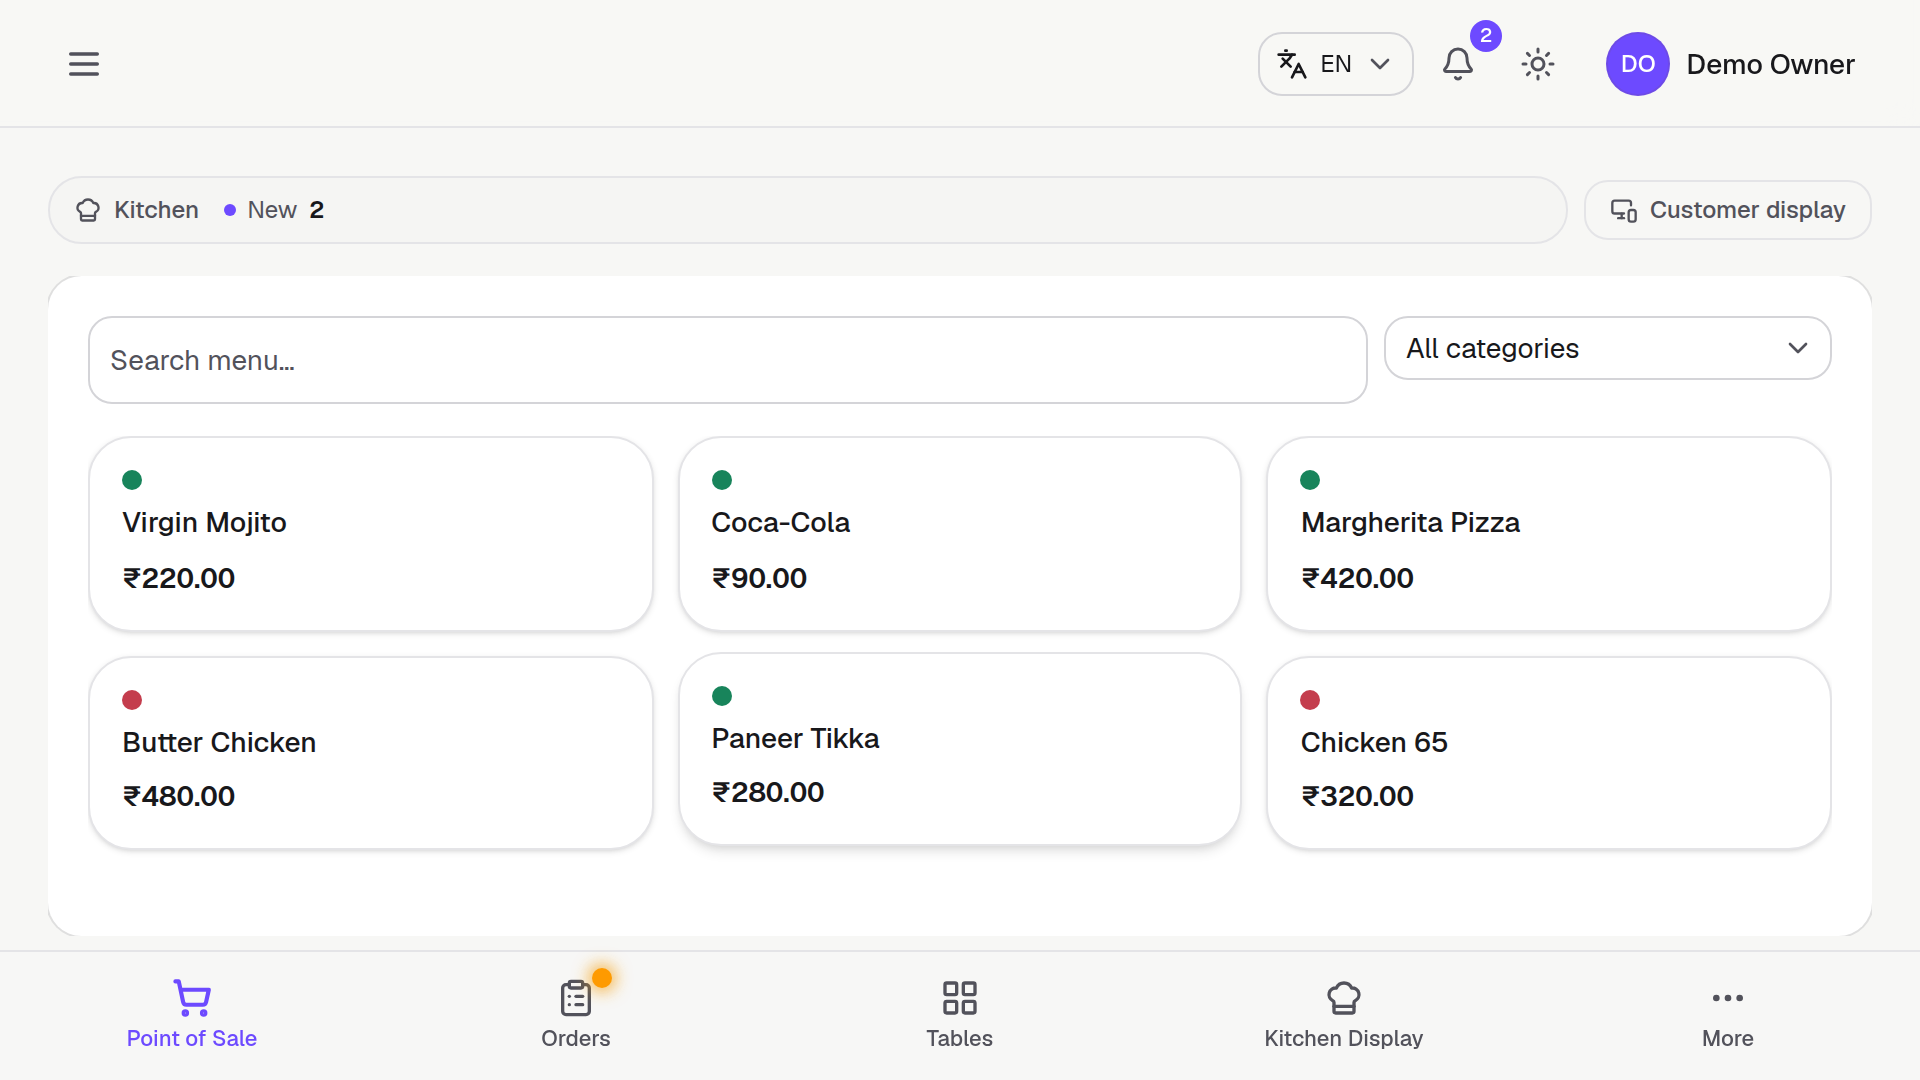 EN
2
DO
Demo Owner
Kitchen
New 2
Customer display
Search menu...
All categories
Virgin Mojito
₹220.00
Coca-Cola
₹90.00
Margherita Pizza
₹420.00
Butter Chicken
₹480.00
Paneer Tikka
₹280.00
Chicken 65
₹320.00
Point of Sale
Orders
Tables
Kitchen Display
More